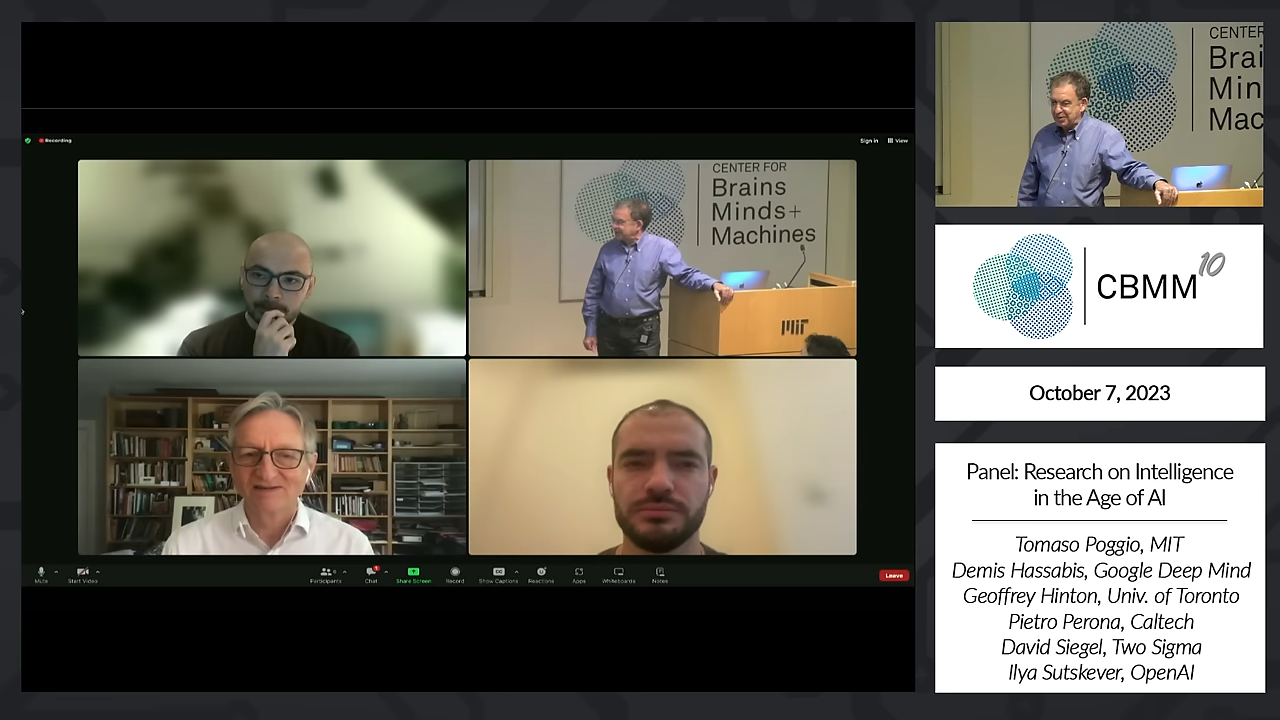 Recording
Sign in
View
CENTER FOR
Brains
Minds+
Machines
MIT
Mute
Start Video
Participants
Chat
Share Screen
Record
Show Captions
Reactions
Apps
Whiteboards
Notes
Leave
CENTER
Brai
Min
Mac
CBMM10
October 7, 2023
Panel: Research on Intelligence
in the Age of AI
Tomaso Poggio, MIT
Demis Hassabis, Google Deep Mind
Geoffrey Hinton, Univ. of Toronto
Pietro Perona, Caltech
David Siegel, Two Sigma
Ilya Sutskever, OpenAI